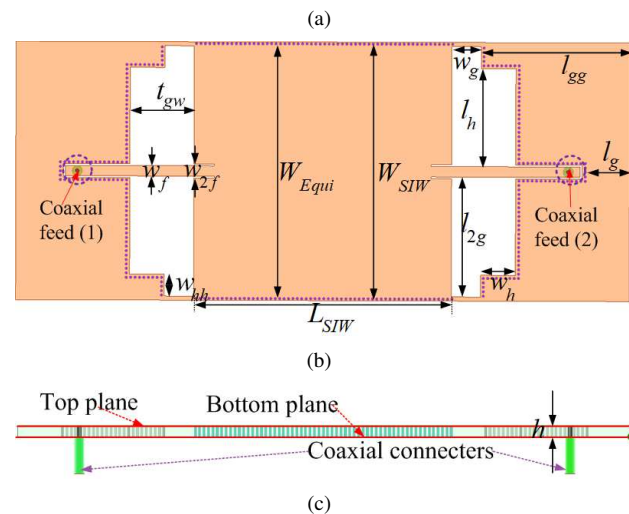 (a)
w_g
l_gg
t_gw
l_h
w_f
w_2f
W_Equi
W_SIW
l_g
Coaxial
feed (1)
Coaxial
feed (2)
l_2g
w_hh
w_h
L_SIW
(b)
Top plane
Bottom plane
h
Coaxial connecters
(c)